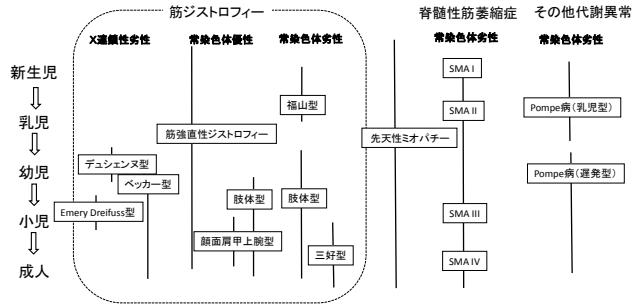 筋ジストロフィー
脊髄性筋萎縮症
その他代謝異常
X連鎖性劣性
常染色体優性
常染色体劣性
常染色体劣性
常染色体劣性
新生児
乳児
幼児
小児
成人
SMA I
福山型
SMA II
Pompe病(乳児型)
筋強直性ジストロフィー
先天性ミオパチー
デュシェンヌ型
Pompe病(遅発型)
ベッカー型
肢体型
肢体型
Emery Dreifuss型
SMA III
顔面肩甲上腕型
三好型
SMA IV